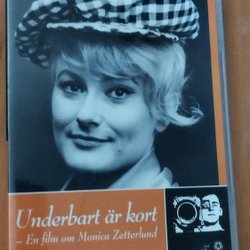 Underbart är kort
– En film om Monica Zetterlund